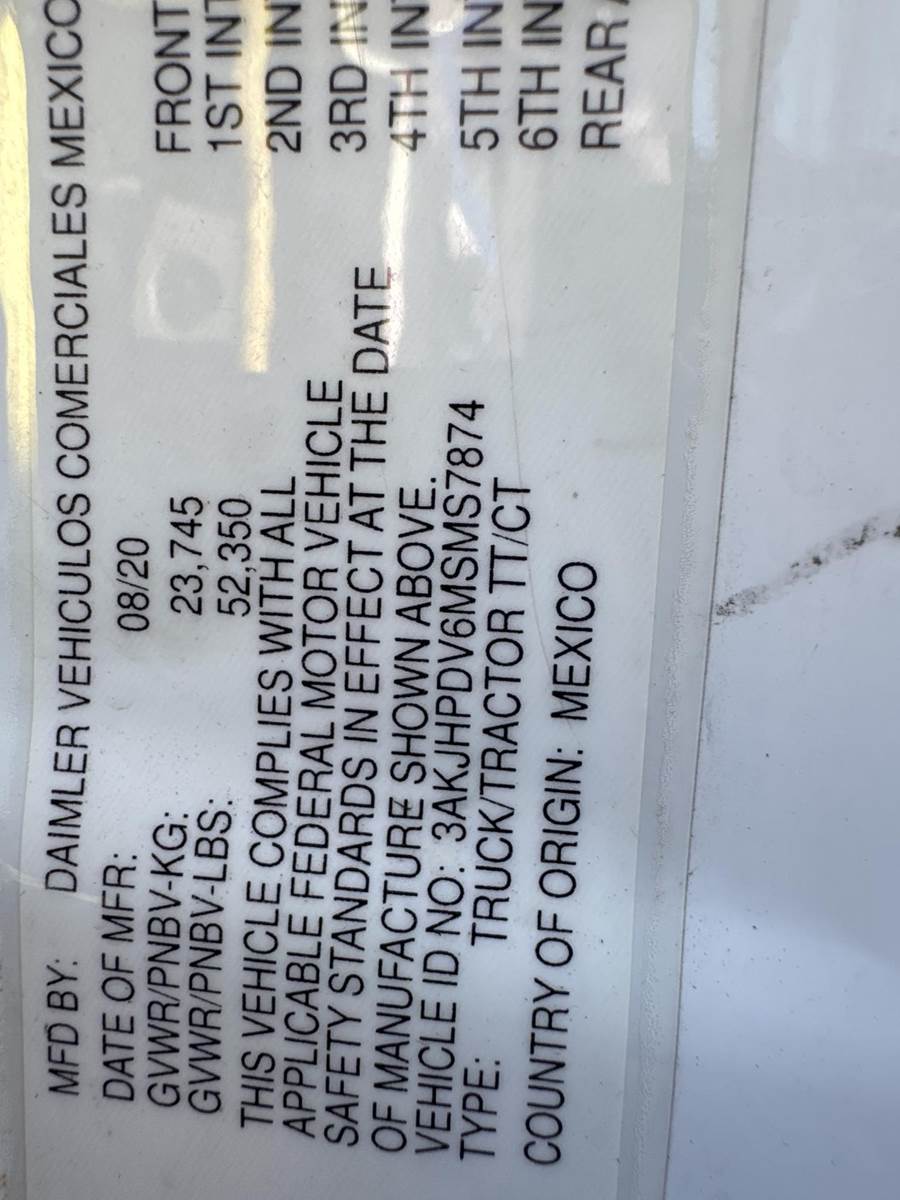 MFD BY: DAIMLER VEHICULOS COMERCIALES MEXICO
DATE OF MFR: 08/20
GVWR/PNBV-KG: 23,745
GVWR/PNBV-LBS: 52,350
THIS VEHICLE COMPLIES WITH ALL
APPLICABLE FEDERAL MOTOR VEHICLE
SAFETY STANDARDS IN EFFECT AT THE DATE
OF MANUFACTURE SHOWN ABOVE.
VEHICLE ID NO: 3AKJHPDV6MSMS7874
TYPE: TRUCK/TRACTOR TT/CT
COUNTRY OF ORIGIN: MEXICO
FRONT
1ST INT
2ND IN
3RD IN
4TH IN
5TH IN
6TH IN
REAR